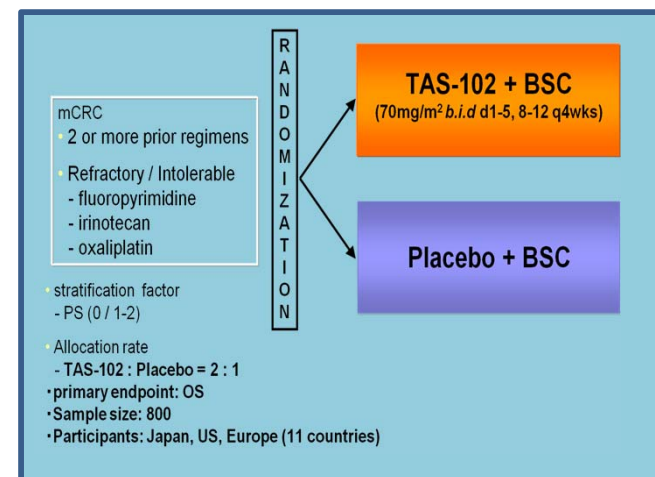 mCRC
• 2 or more prior regimens
• Refractory / Intolerable
- fluoropyrimidine
- irinotecan
- oxaliplatin
• stratification factor
- PS (0 / 1-2)
• Allocation rate
- TAS-102 : Placebo = 2 : 1
・primary endpoint: OS
・Sample size: 800
・Participants: Japan, US, Europe (11 countries)
RANDOMIZATION
TAS-102 + BSC
(70mg/m² b.i.d d1-5, 8-12 q4wks)
Placebo + BSC